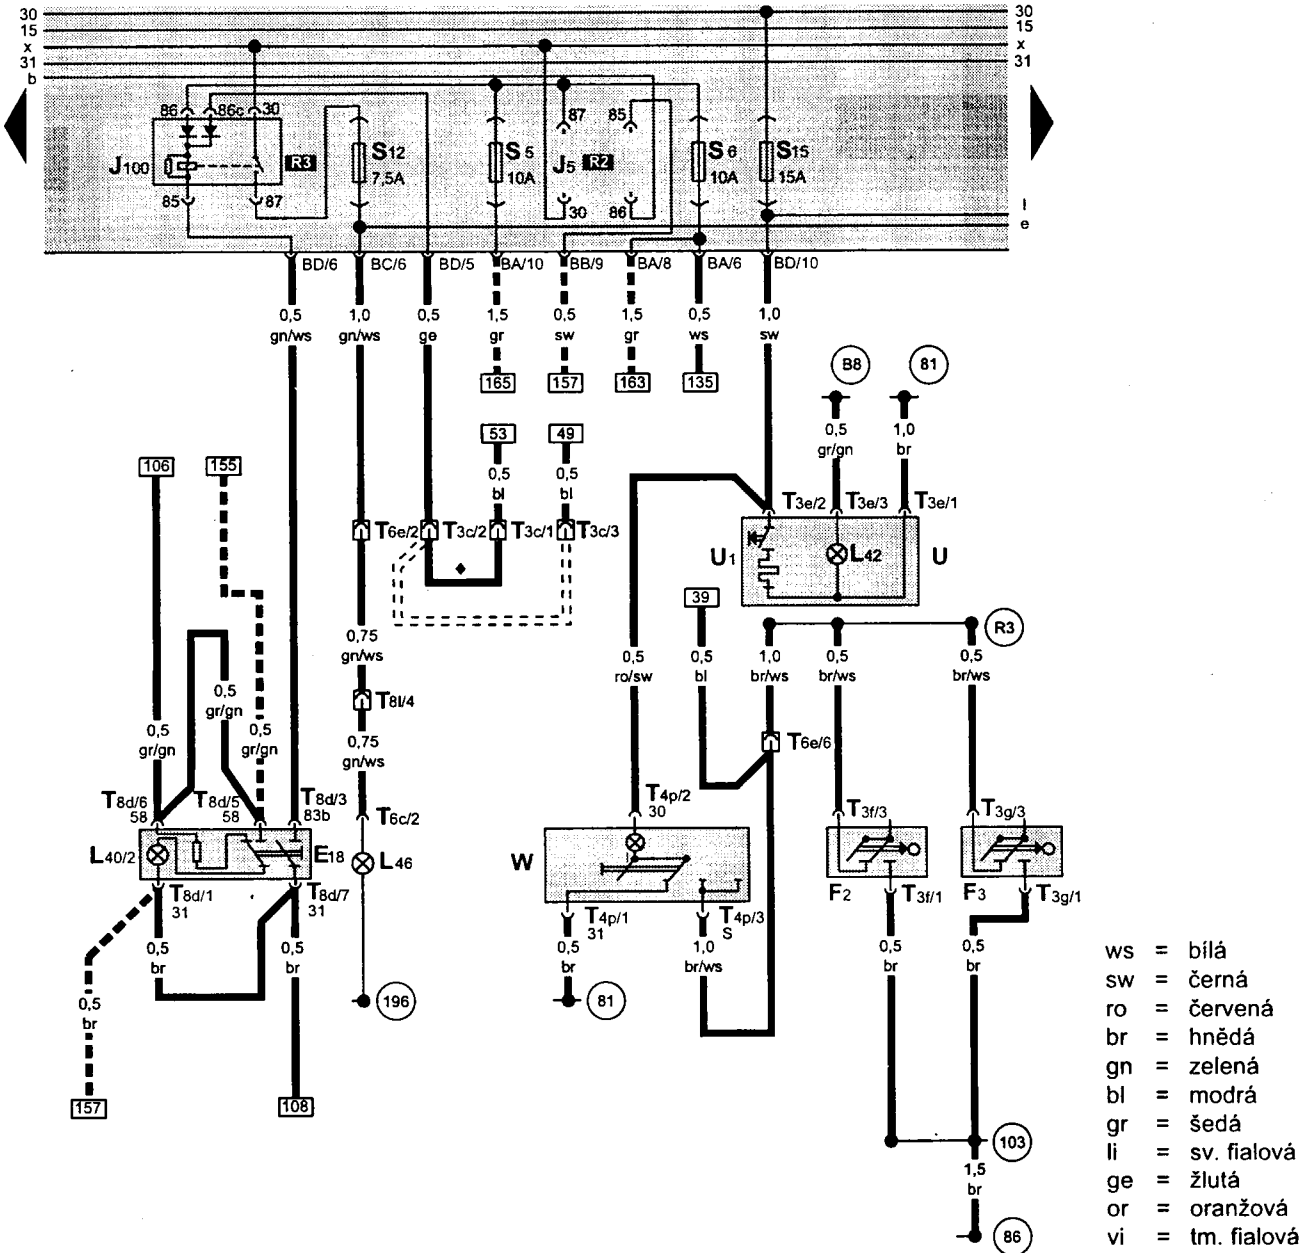 30 30
15 15
x x
31 31
b
86 86c 30
87 85
J100 R3
S12
7,5A
S5
10A
J5 R2
S6
10A
S15
15A
85 87
30 86
l
e
BD/6 BC/6 BD/5 BA/10 BB/9 BA/8 BA/6 BD/10
0,5 1,0 0,5 1,5 0,5 1,5 0,5 1,0
gn/ws gn/ws ge gr sw gr ws sw
165 157 163 135
B8 81
53 49
0,5 1,0
gr/gn br
106 155
0,5 0,5
bl bl
T3e/2 T3e/3 T3e/1
T6e/2 T3c/2 T3c/1 T3c/3
U1 L42 U
39
R3
0,75
gn/ws
0,5 0,5 1,0 0,5 0,5
ro/sw bl br/ws br/ws br/ws
0,5
gr/gn
T8l/4
0,5 0,5
gr/gn gr/gn
0,75
gn/ws
T6e/6
T8d/6 T8d/5 T8d/3
58 58 83b
T6c/2
T4p/2
30
T3f/3 T3g/3
L40/2 E18 L46
W
F2 F3
T8d/1 T8d/7
31 31
T3f/1 T3g/1
T4p/1 T4p/3
31 S
0,5 0,5 0,5 1,0 0,5 0,5
br br br br/ws br br
0,5
br
196 81
157 108
103
1,5
br
86
ws = bílá
sw = černá
ro = červená
br = hnědá
gn = zelená
bl = modrá
gr = šedá
li = sv. fialová
ge = žlutá
or = oranžová
vi = tm. fialová